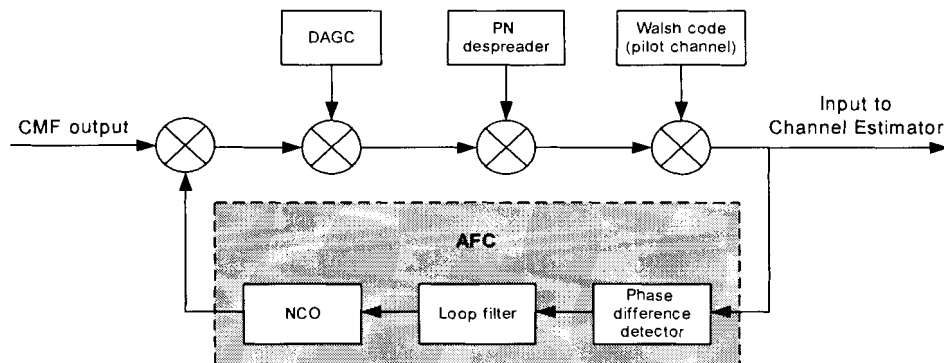 DAGC
PN
despreader
Walsh code
(pilot channel)
CMF output
Input to
Channel Estimator
AFC
NCO
Loop filter
Phase
difference
detector